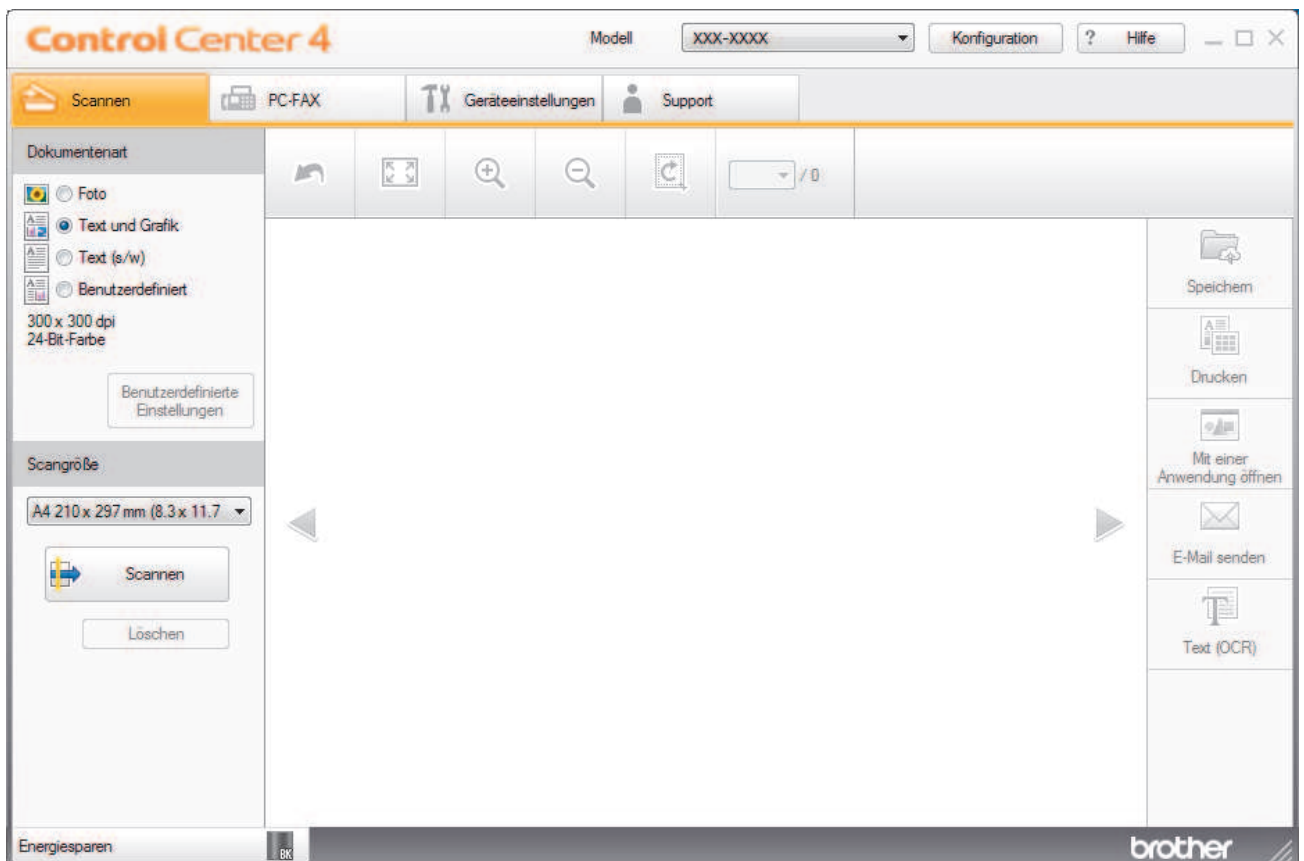 Control Center 4
Modell XXX-XXXX Konfiguration ? Hilfe
Scannen PC-FAX Geräteeinstellungen Support
Dokumentenart
Foto
Text und Grafik
Text (s/w)
Benutzerdefiniert
300 x 300 dpi
24-Bit-Farbe
Benutzerdefinierte
Einstellungen
Scangröße
A4 210 x 297 mm (8.3 x 11.7
Scannen
Löschen
/ 0
Speichern
Drucken
Mit einer
Anwendung öffnen
E-Mail senden
Text (OCR)
Energiesparen
BK
brother